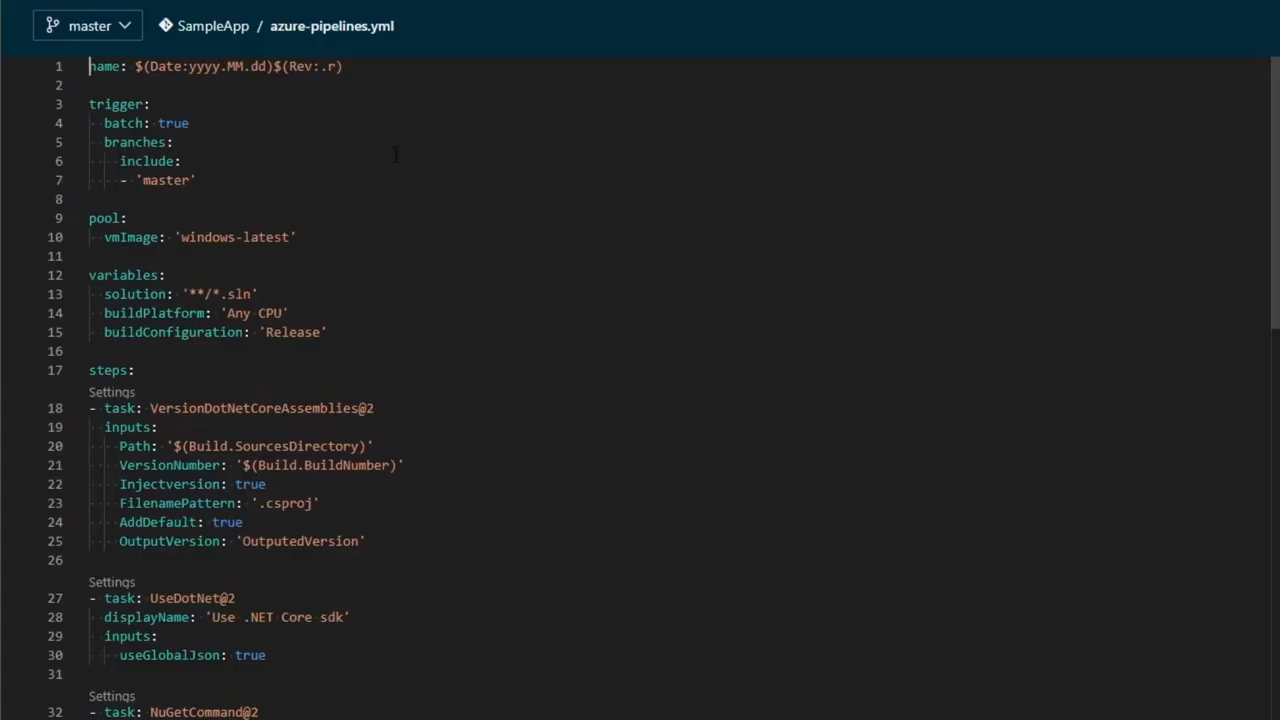 master SampleApp / azure-pipelines.yml
1 name: $(Date:yyyy.MM.dd)$(Rev:.r)
2
3 trigger:
4 batch: true
5 branches:
6 include:
7 - 'master'
8
9 pool:
10 vmImage: 'windows-latest'
11
12 variables:
13 solution: '**/*.sln'
14 buildPlatform: 'Any CPU'
15 buildConfiguration: 'Release'
16
17 steps:
Settings
18 - task: VersionDotNetCoreAssemblies@2
19 inputs:
20 Path: '$(Build.SourcesDirectory)'
21 VersionNumber: '$(Build.BuildNumber)'
22 Injectversion: true
23 FilenamePattern: '.csproj'
24 AddDefault: true
25 OutputVersion: 'OutputedVersion'
26
Settings
27 - task: UseDotNet@2
28 displayName: 'Use .NET Core sdk'
29 inputs:
30 useGlobalJson: true
31
Settings
32 - task: NuGetCommand@2